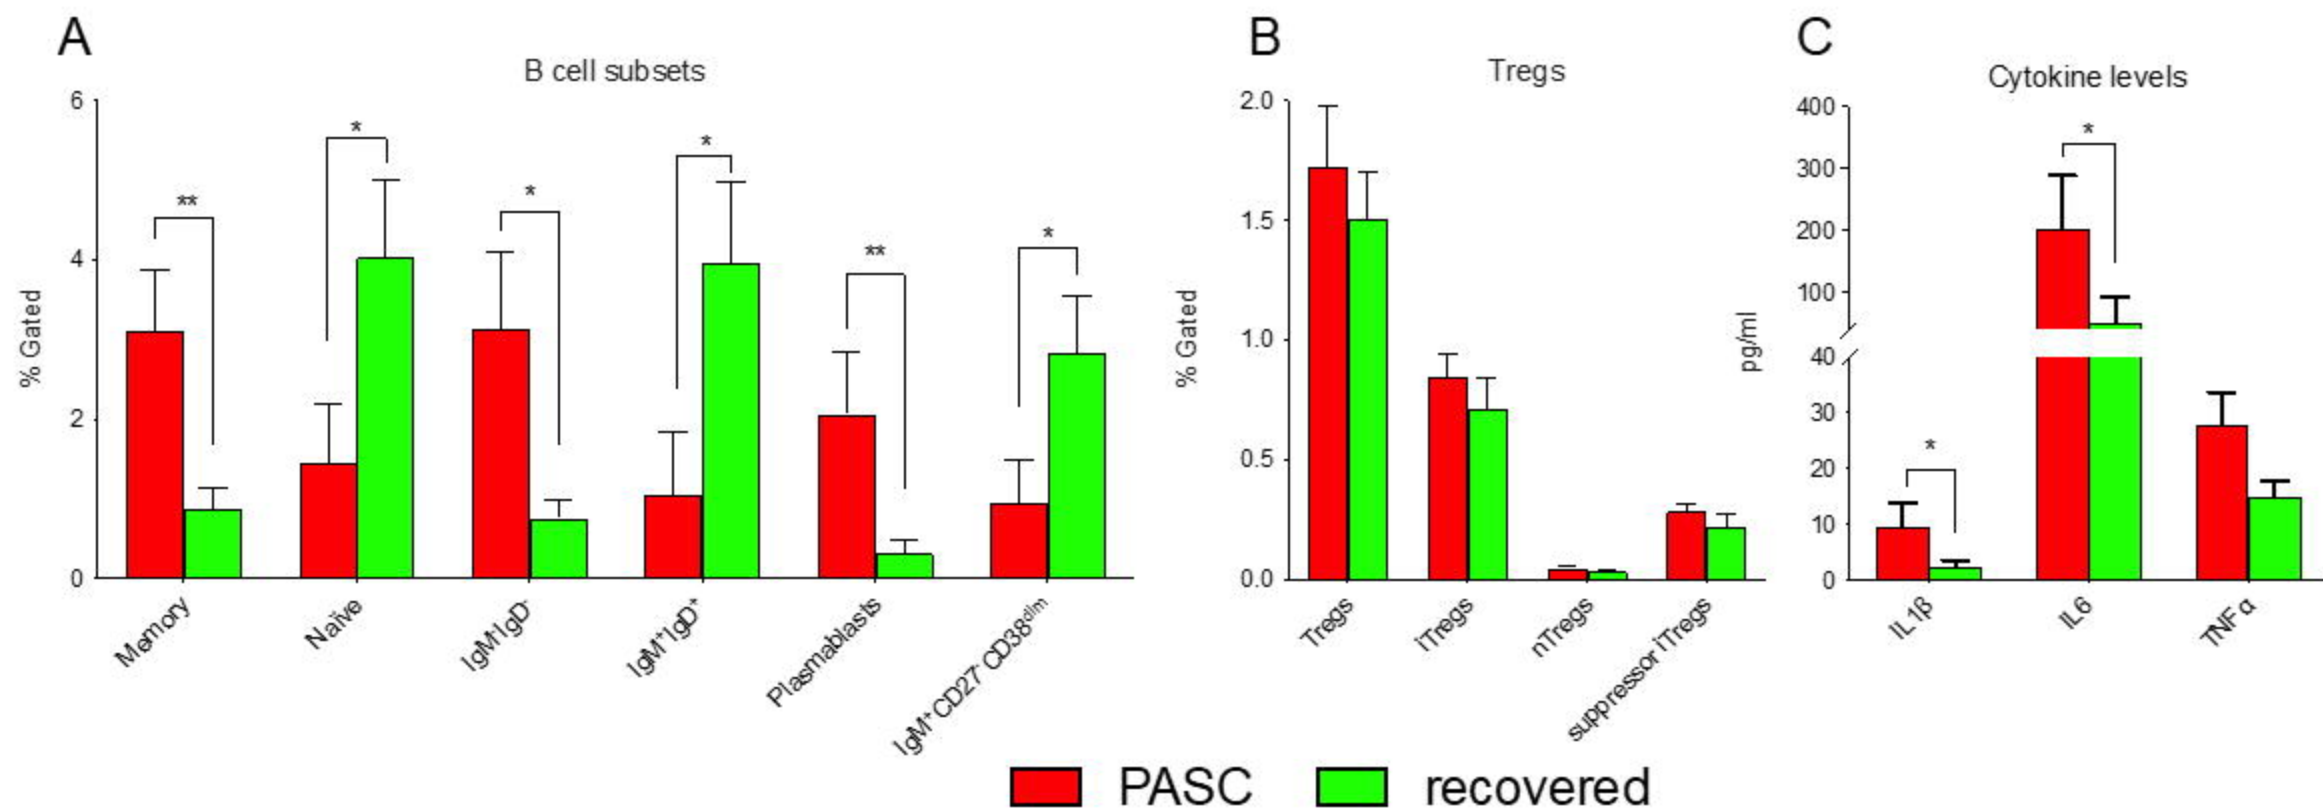 A
B cell subsets
% Gated
6
4
2
0
**
*
*
*
**
*
Memory
Naïve
IgM⁻IgD⁻
IgM⁺IgD⁺
Plasmablasts
IgM⁺CD27⁻CD38ᵈⁱᵐ
B
Tregs
% Gated
2.0
1.5
1.0
0.5
0.0
Tregs
iTregs
nTregs
suppressor iTregs
C
Cytokine levels
pg/ml
400
300
200
100
40
30
20
10
0
*
*
IL1β
IL6
TNFα
PASC
recovered